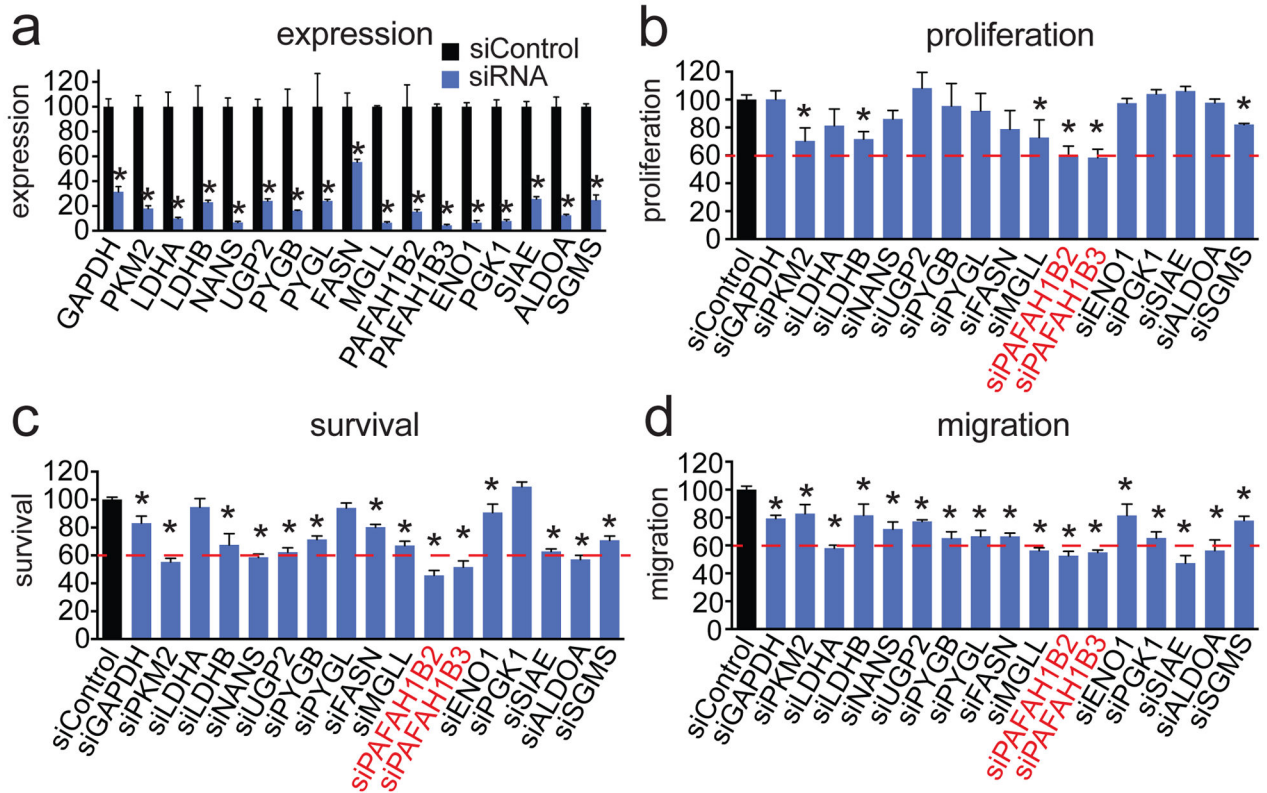 a
expression
siControl
siRNA
expression
120
100
80
60
40
20
0
* * * * * * * * * * * * * * * * *
GAPDH
PKM2
LDHA
LDHB
NANS
UGP2
PYGB
PYGL
FASN
MGLL
PAFAH1B2
PAFAH1B3
ENO1
PGK1
SIAE
ALDOA
SGMS
b
proliferation
proliferation
120
100
80
60
40
20
0
* * * * * *
siControl
siGAPDH
siPKM2
siLDHA
siLDHB
siNANS
siUGP2
siPYGB
siPYGL
siFASN
siMGLL
siPAFAH1B2
siPAFAH1B3
siENO1
siPGK1
siSIAE
siALDOA
siSGMS
c
survival
survival
120
100
80
60
40
20
0
* * * * * * * * * * * * * *
siControl
siGAPDH
siPKM2
siLDHA
siLDHB
siNANS
siUGP2
siPYGB
siPYGL
siFASN
siMGLL
siPAFAH1B2
siPAFAH1B3
siENO1
siPGK1
siSIAE
siALDOA
siSGMS
d
migration
migration
120
100
80
60
40
20
0
* * * * * * * * * * * * * * * * *
siControl
siGAPDH
siPKM2
siLDHA
siLDHB
siNANS
siUGP2
siPYGB
siPYGL
siFASN
siMGLL
siPAFAH1B2
siPAFAH1B3
siENO1
siPGK1
siSIAE
siALDOA
siSGMS